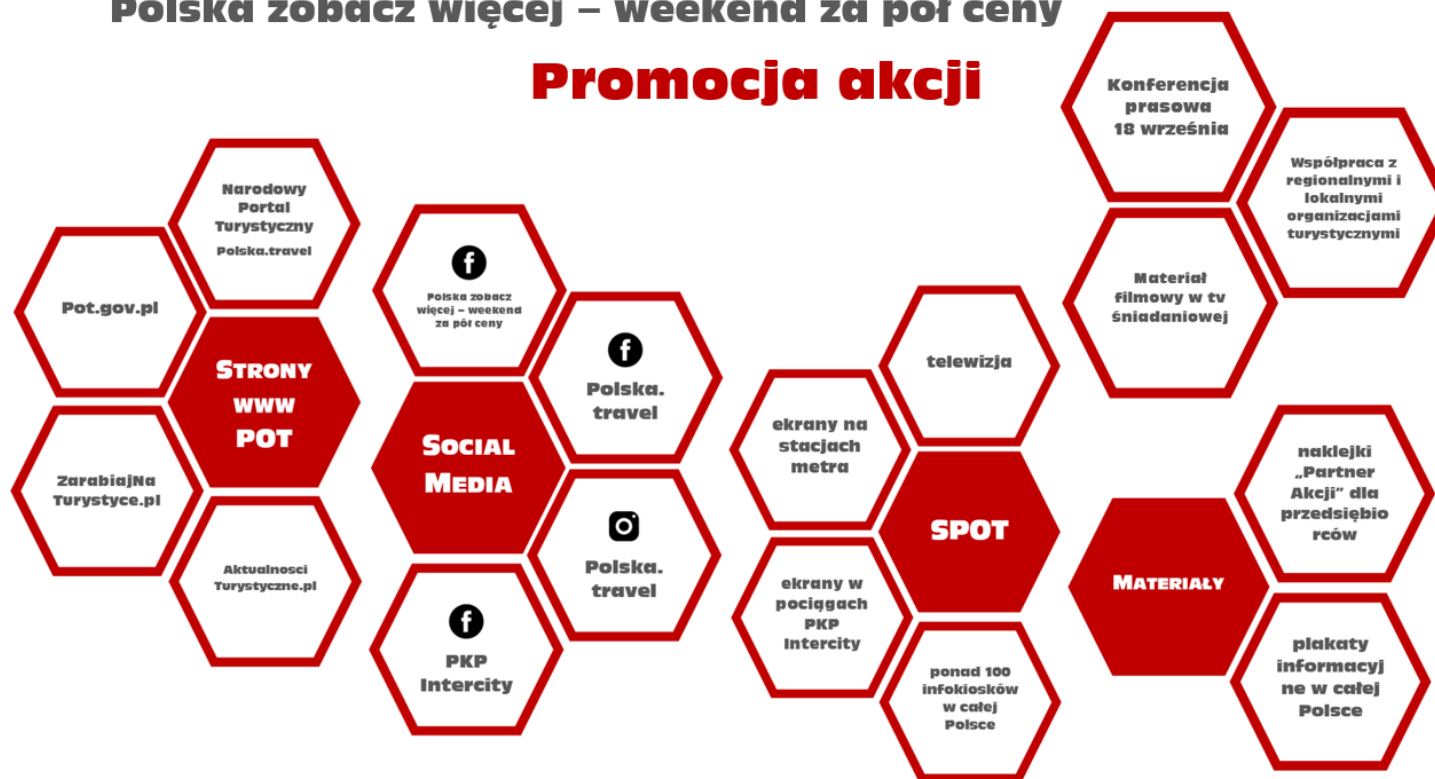 Polska zobacz więcej – weekend za pół ceny
Promocja akcji
Narodowy
Portal
Turystyczny
Polska.travel
Pot.gov.pl
STRONY
WWW
POT
ZarabiajNa
Turystyce.pl
Aktualnosci
Turystyczne.pl
Polska zobacz
więcej – weekend
za pół ceny
Polska.
travel
SOCIAL
MEDIA
Polska.
travel
PKP
Intercity
telewizja
ekrany na
stacjach
metra
SPOT
ekrany w
pociągach
PKP
Intercity
ponad 100
infokiosków
w całej
Polsce
Konferencja
prasowa
18 września
Współpraca z
regionalnymi i
lokalnymi
organizacjami
turystycznymi
Materiał
filmowy w tv
śniadaniowej
naklejki
„Partner
Akcji” dla
przedsiębio
rców
MATERIAŁY
plakaty
informacyj
ne w całej
Polsce